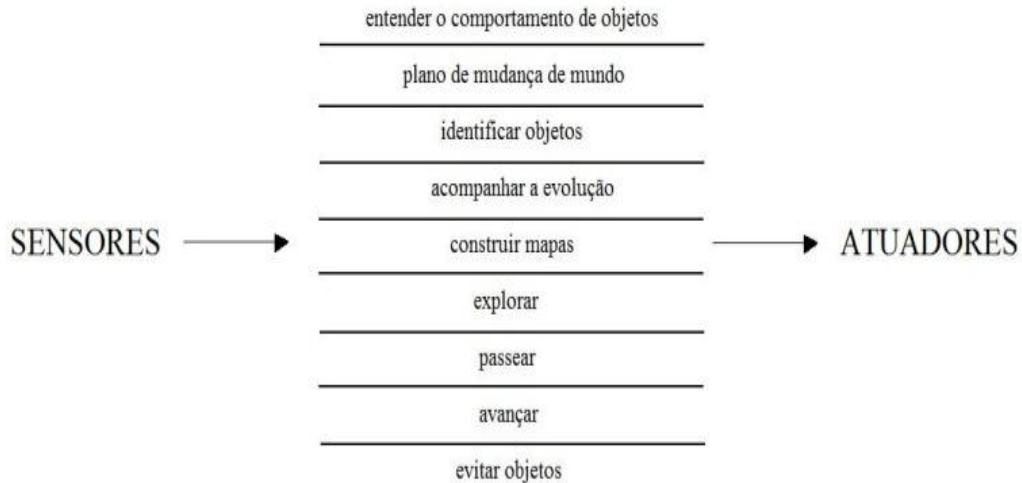 entender o comportamento de objetos
plano de mudança de mundo
identificar objetos
acompanhar a evolução
SENSORES
construir mapas
ATUADORES
explorar
passear
avançar
evitar objetos